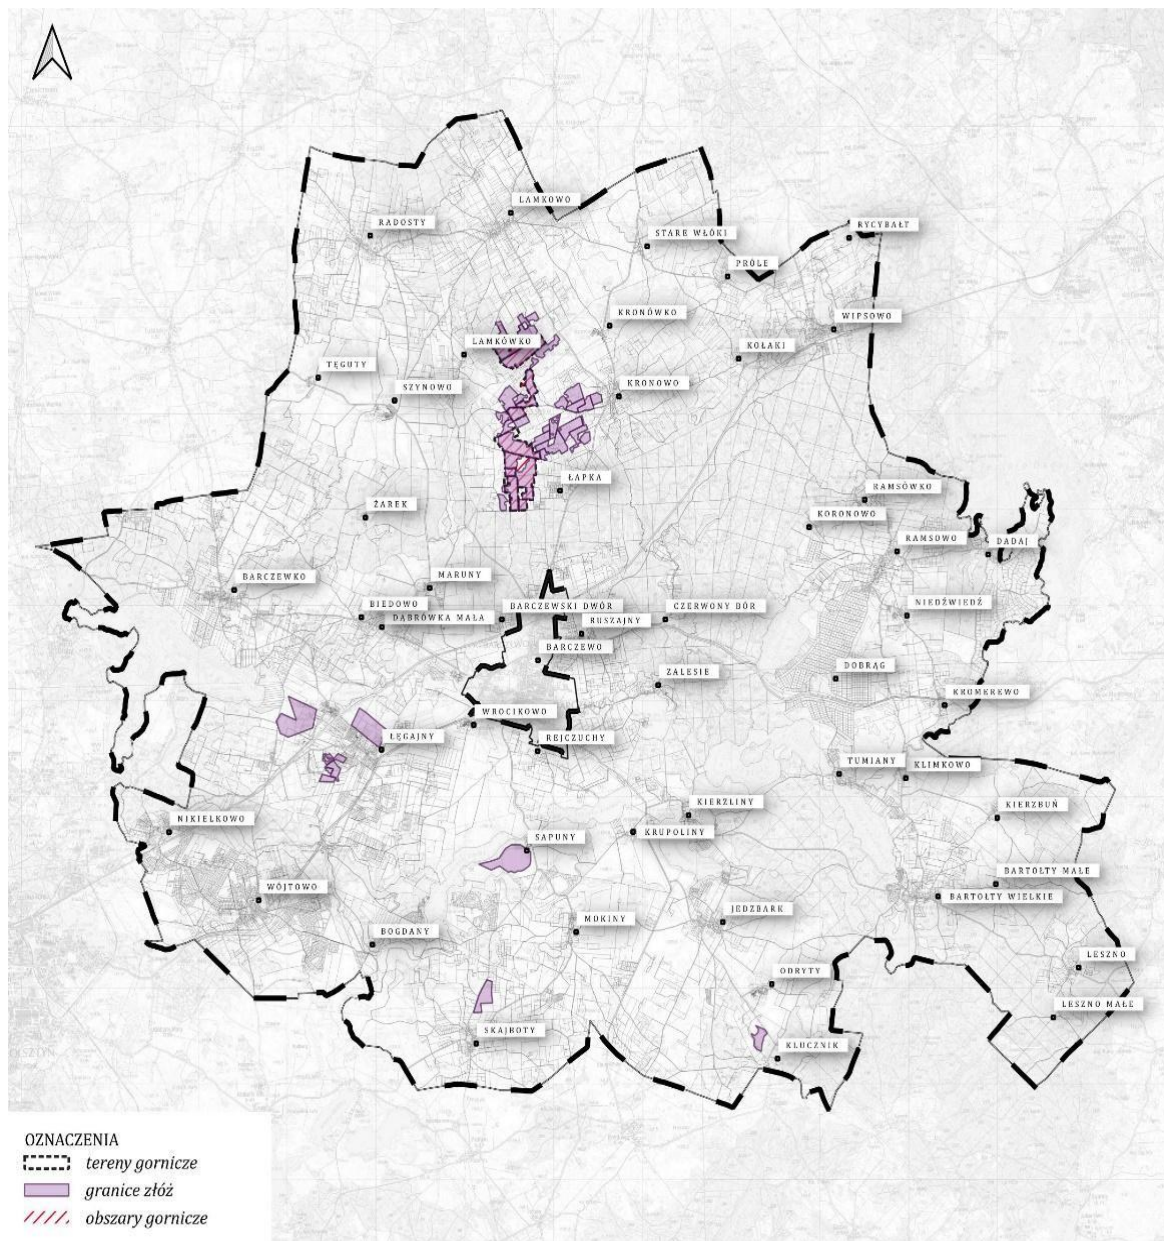 LAMKOWO
RADOSTY
RYCYBAŁT
STARE WŁÓKI
PRÓLE
KRONÓWKO
WIPSOWO
LAMKÓWKO
KOŁAKI
TĘGUTY
SZYNOWO
KRONOWO
ŁAPKA
RAMSÓWKO
ŻAREK
KORONOWO
RAMSOWO
DADAJ
BARCZEWKO
MARUNY
BIEDOWO
BARCZEWSKI DWÓR
CZERWONY BÓR
NIEDŹWIEDŹ
DĄBRÓWKA MAŁA
RUSZAJNY
BARCZEWO
DOBRĄG
ZALESIE
KROMEREWO
WROCIKOWO
ŁĘGAJNY
REJCZUCHY
TUMIANY
KLIMKOWO
KIERZLINY
KIERZBUŃ
NIKIELKOWO
SAPUNY
KRUPOLINY
BARTOŁTY MAŁE
WÓJTOWO
BARTOŁTY WIELKIE
JEDZBARK
MOKINY
BOGDANY
LESZNO
ODRYTY
LESZNO MAŁE
SKAJBOTY
KLUCZNIK
OZNACZENIA
tereny gornicze
granice złóż
obszary gornicze